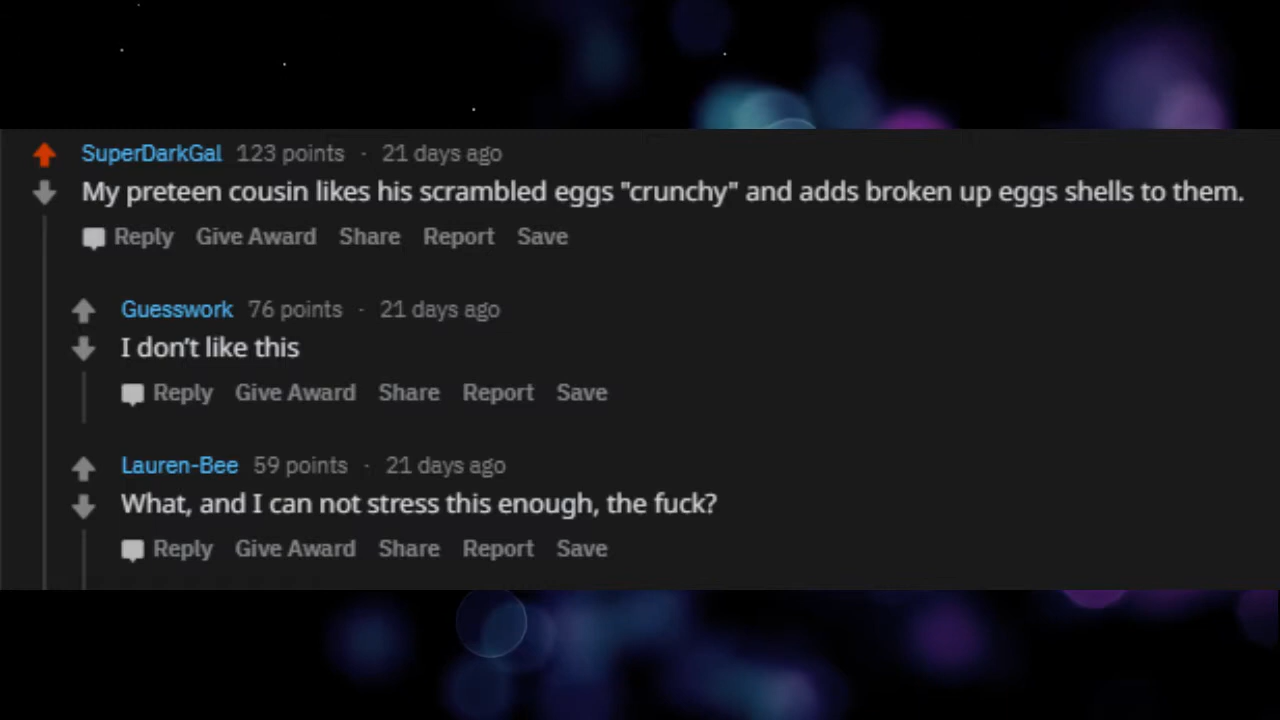 SuperDarkGal 123 points · 21 days ago
My preteen cousin likes his scrambled eggs "crunchy" and adds broken up eggs shells to them.
Reply Give Award Share Report Save
Guesswork 76 points · 21 days ago
I don’t like this
Reply Give Award Share Report Save
Lauren-Bee 59 points · 21 days ago
What, and I can not stress this enough, the fuck?
Reply Give Award Share Report Save